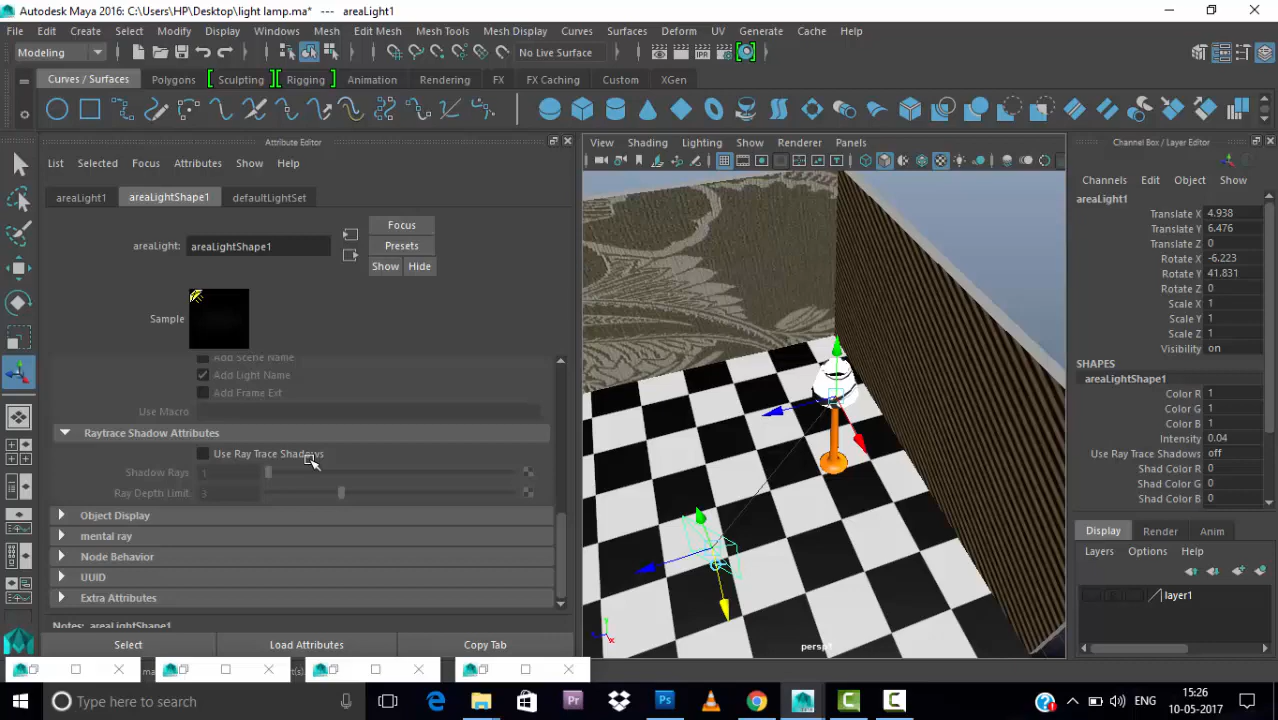 Autodesk Maya 2016: C:\Users\HP\Desktop\light lamp.ma* --- areaLight1
File Edit Create Select Modify Display Windows Mesh Edit Mesh Mesh Tools Mesh Display Curves Surfaces Deform UV Generate Cache Help
Modeling No Live Surface
Curves / Surfaces Polygons Sculpting Rigging Animation Rendering FX FX Caching Custom XGen
Attribute Editor
List Selected Focus Attributes Show Help
areaLight1 areaLightShape1 defaultLightSet
Focus
areaLight: areaLightShape1
Presets
Show Hide
Sample
Add Scene Name
Add Light Name
Add Frame Ext
Use Macro
Raytrace Shadow Attributes
Use Ray Trace Shadows
Shadow Rays 1
Ray Depth Limit 3
Object Display
mental ray
Node Behavior
UUID
Extra Attributes
Notes: areaLightShape1
Select Load Attributes Copy Tab
View Shading Lighting Show Renderer Panels
persp1
Channel Box / Layer Editor
Channels Edit Object Show
areaLight1
Translate X 4.938
Translate Y 6.476
Translate Z 0
Rotate X -6.223
Rotate Y 41.831
Rotate Z 0
Scale X 1
Scale Y 1
Scale Z 1
Visibility on
SHAPES
areaLightShape1
Color R 1
Color G 1
Color B 1
Intensity 0.04
Use Ray Trace Shadows off
Shad Color R 0
Shad Color G 0
Shad Color B 0
Display Render Anim
Layers Options Help
layer1
Type here to search
ENG
15:26
10-05-2017